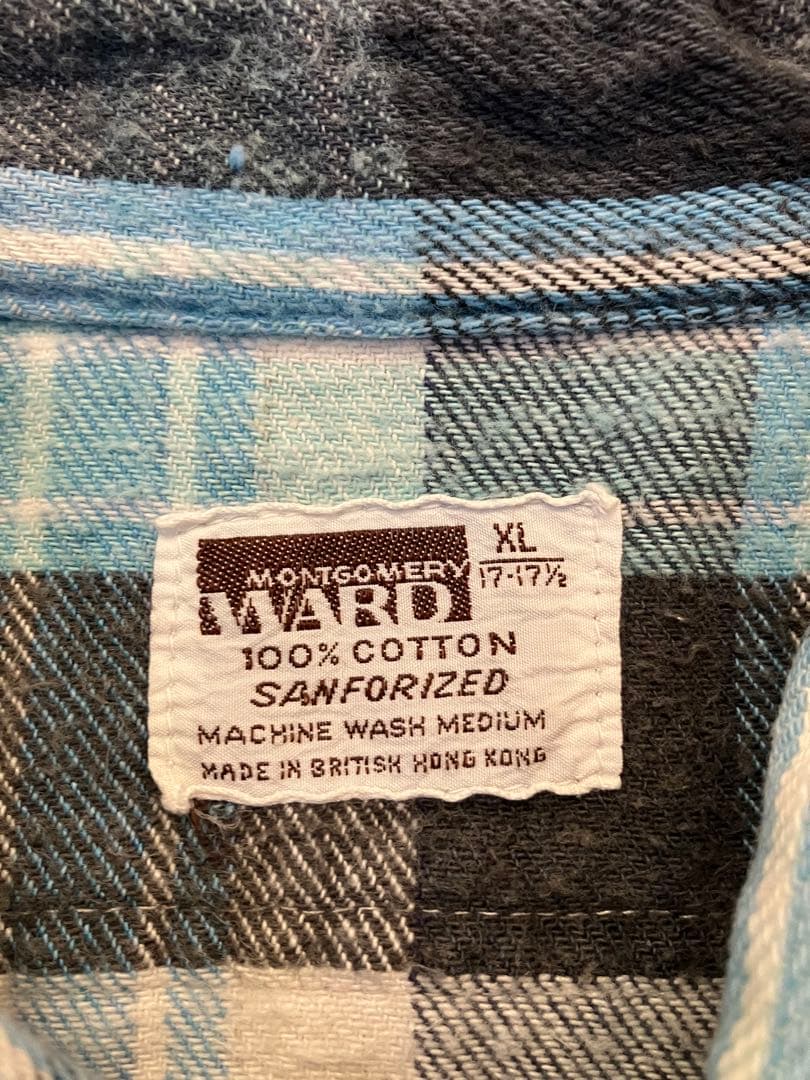 MONTGOMERY
WARD
XL
17-17½
100% COTTON
SANFORIZED
MACHINE WASH MEDIUM
MADE IN BRITISH HONG KONG